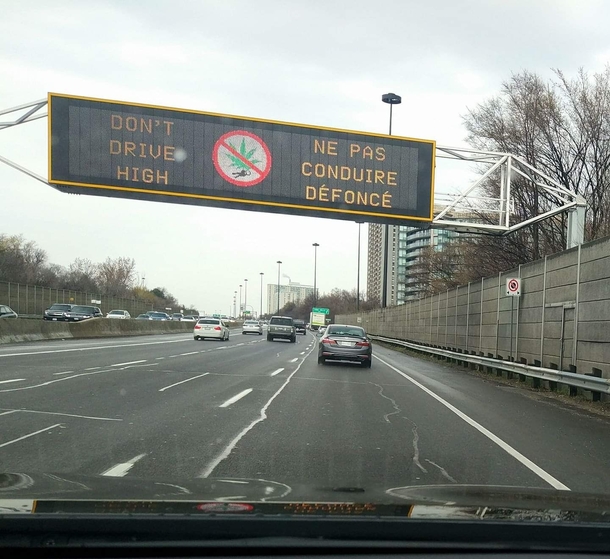 DON'T
DRIVE
HIGH
NE PAS
CONDUIRE
DÉFONCÉ